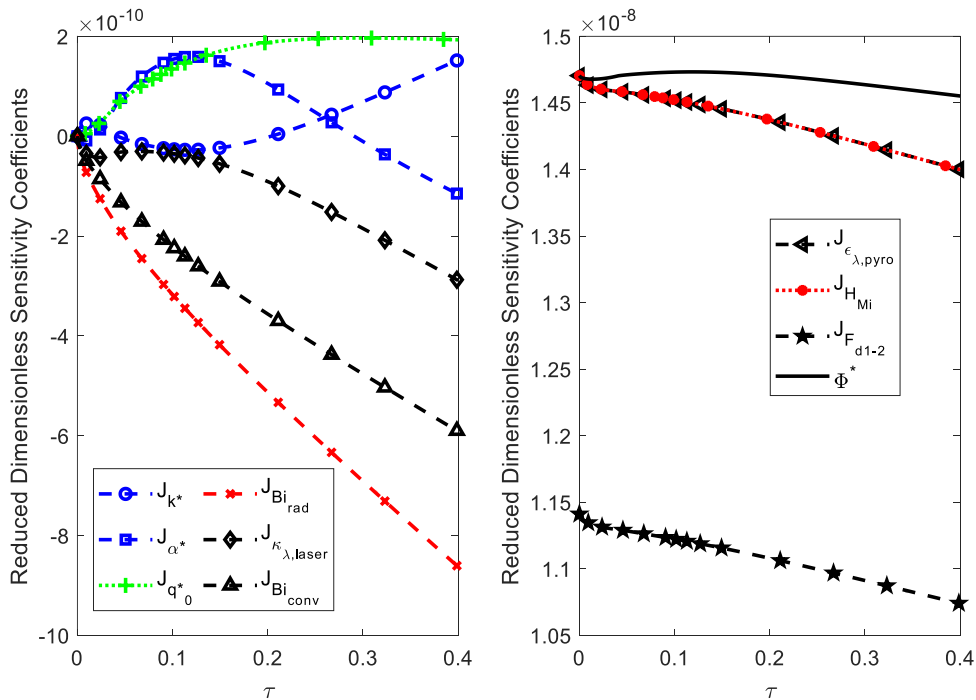 ×10⁻¹⁰
2
0
-2
-4
-6
-8
-10
Reduced Dimensionless Sensitivity Coefficients
0
0.1
0.2
0.3
0.4
τ
J_k*
J_α*
J_q*₀
J_Bi_rad
J_κ_λ,laser
J_Bi_conv
×10⁻⁸
1.5
1.45
1.4
1.35
1.3
1.25
1.2
1.15
1.1
1.05
Reduced Dimensionless Sensitivity Coefficients
0
0.1
0.2
0.3
0.4
τ
J_ϵ_λ,pyro
J_H_Mi
J_F_d1-2
Φ*